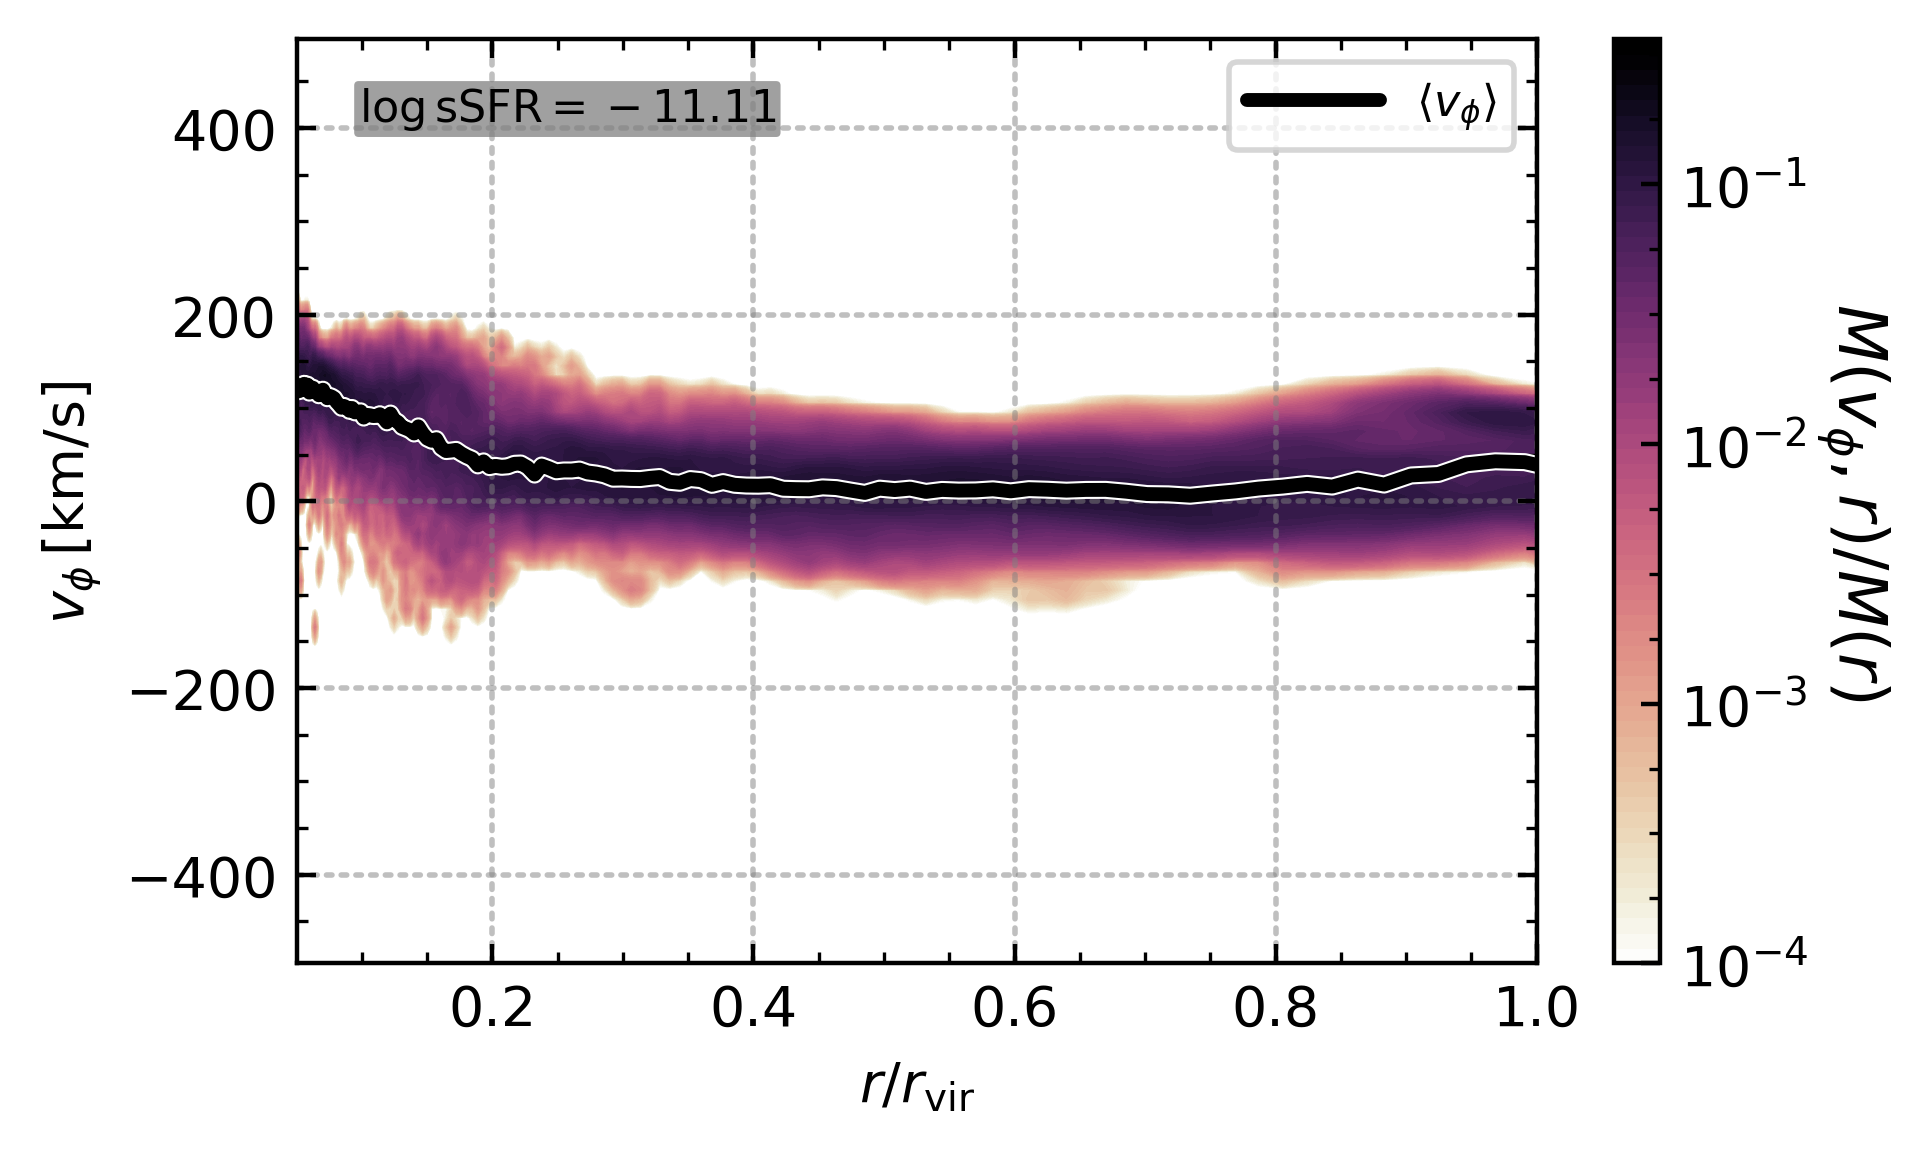 log sSFR = − 11.11
⟨v_ϕ⟩
400
200
0
−200
−400
v_ϕ [km/s]
0.2 0.4 0.6 0.8 1.0
r/r_vir
10⁻¹
10⁻²
10⁻³
10⁻⁴
M(v_ϕ, r)/M(r)